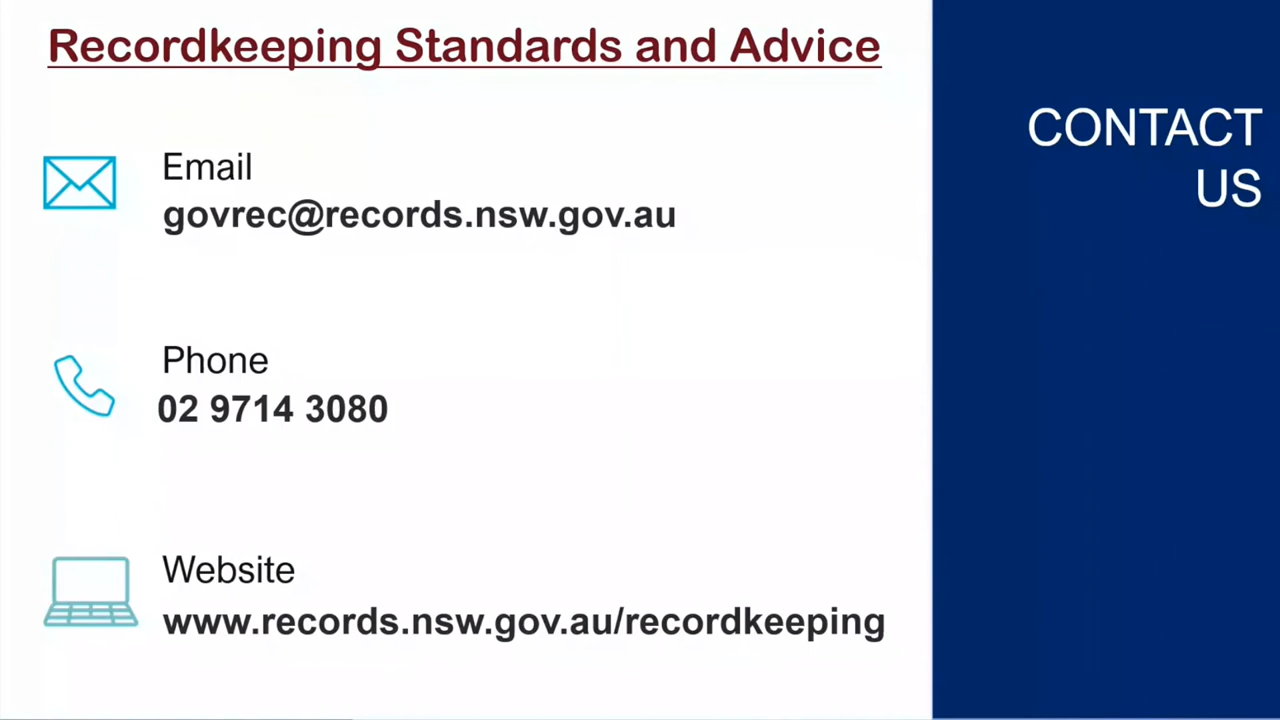 Recordkeeping Standards and Advice
CONTACT
US
Email
govrec@records.nsw.gov.au
Phone
02 9714 3080
Website
www.records.nsw.gov.au/recordkeeping